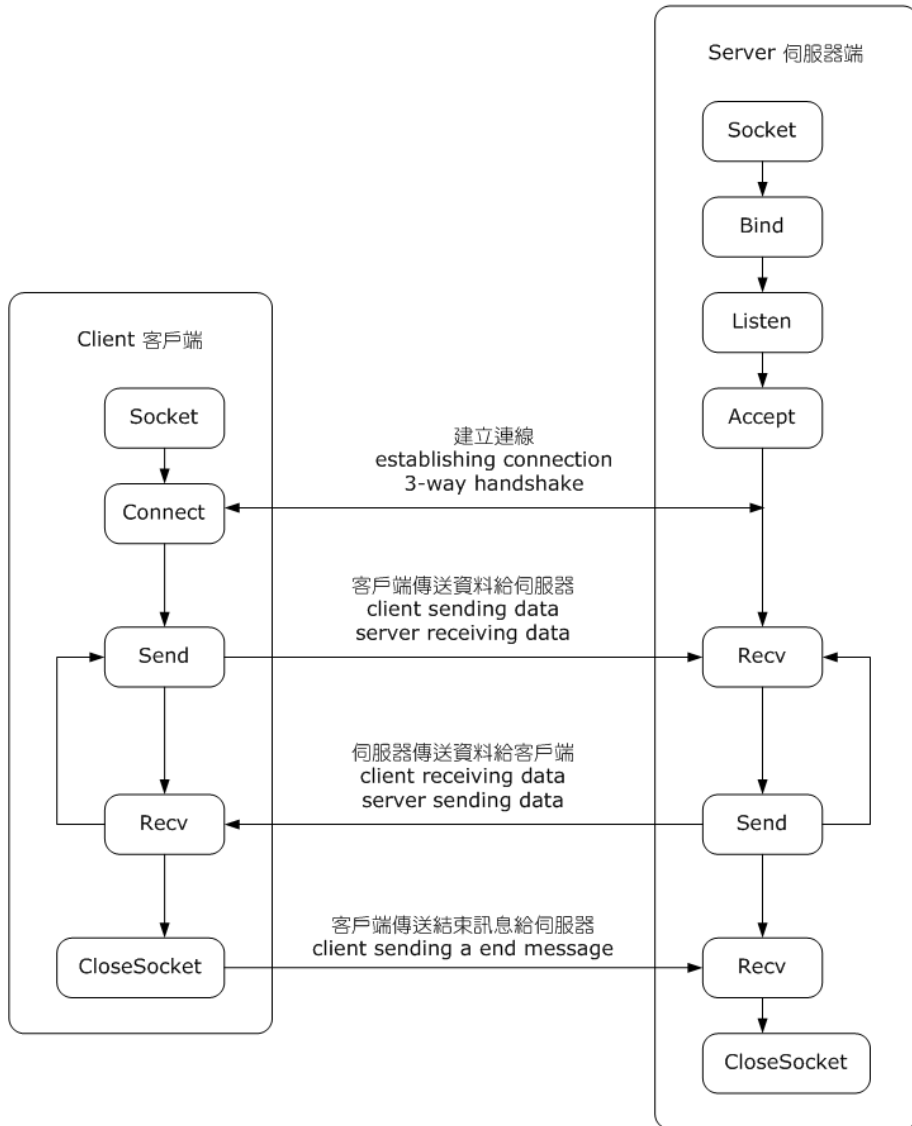 Server 伺服器端
Socket
Bind
Listen
Accept
Client 客戶端
Socket
Connect
建立連線
establishing connection
3-way handshake
客戶端傳送資料給伺服器
client sending data
server receiving data
Send
Recv
伺服器傳送資料給客戶端
client receiving data
server sending data
Recv
Send
客戶端傳送結束訊息給伺服器
client sending a end message
CloseSocket
Recv
CloseSocket